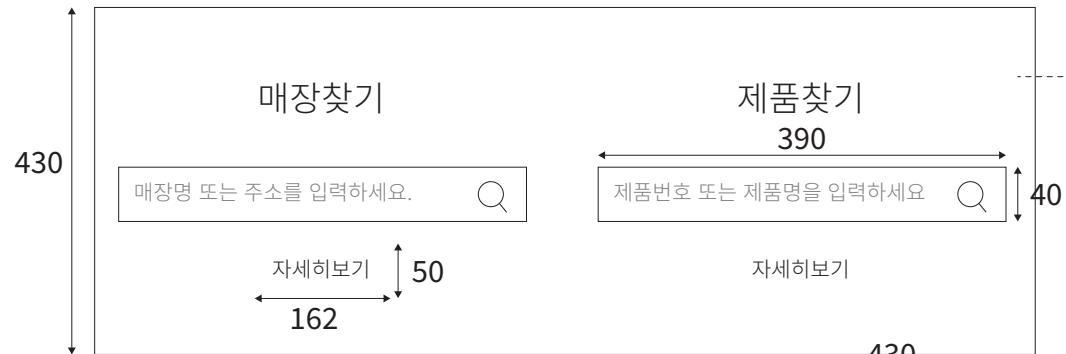 매장찾기
제품찾기
390
430
매장명 또는 주소를 입력하세요.
제품번호 또는 제품명을 입력하세요
40
자세히보기
50
자세히보기
162
430